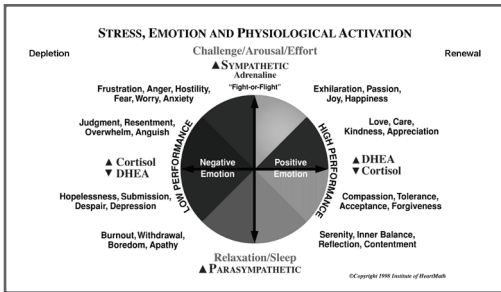 STRESS, EMOTION AND PHYSIOLOGICAL ACTIVATION
Depletion
Challenge/Arousal/Effort
Renewal
▲SYMPATHETIC
Adrenaline
"Fight-or-Flight"
Frustration, Anger, Hostility,
Fear, Worry, Anxiety
Exhilaration, Passion,
Joy, Happiness
Judgment, Resentment,
Overwhelm, Anguish
Love, Care,
Kindness, Appreciation
LOW PERFORMANCE
HIGH PERFORMANCE
▲ Cortisol
▼ DHEA
Negative
Emotion
Positive
Emotion
▲ DHEA
▼ Cortisol
Hopelessness, Submission,
Despair, Depression
Compassion, Tolerance,
Acceptance, Forgiveness
Burnout, Withdrawal,
Boredom, Apathy
Serenity, Inner Balance,
Reflection, Contentment
Relaxation/Sleep
▲PARASYMPATHETIC
©Copyright 1998 Institute of HeartMath